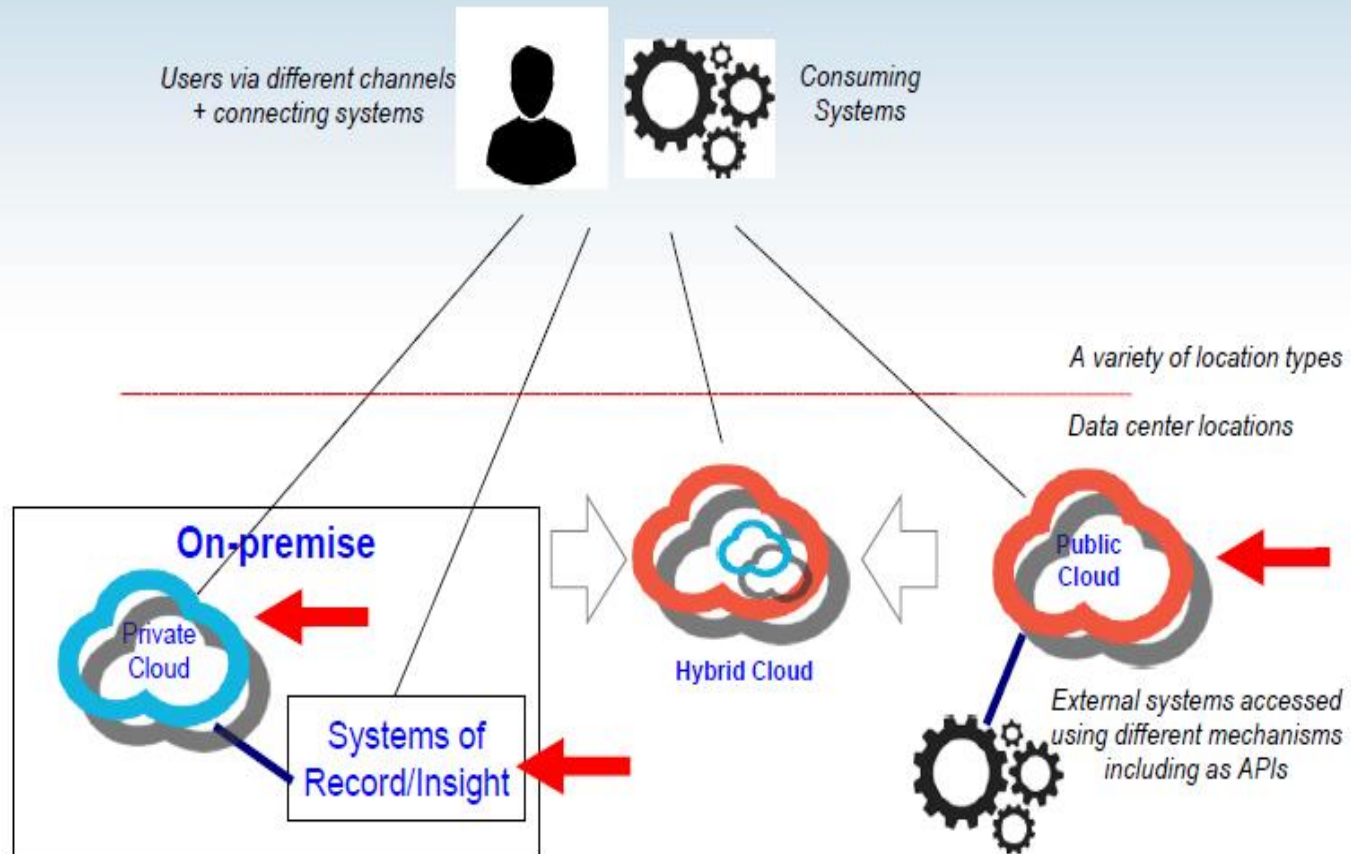 Users via different channels
+ connecting systems
Consuming
Systems
A variety of location types
Data center locations
On-premise
Private
Cloud
Systems of
Record/Insight
Hybrid Cloud
Public
Cloud
External systems accessed
using different mechanisms
including as APIs